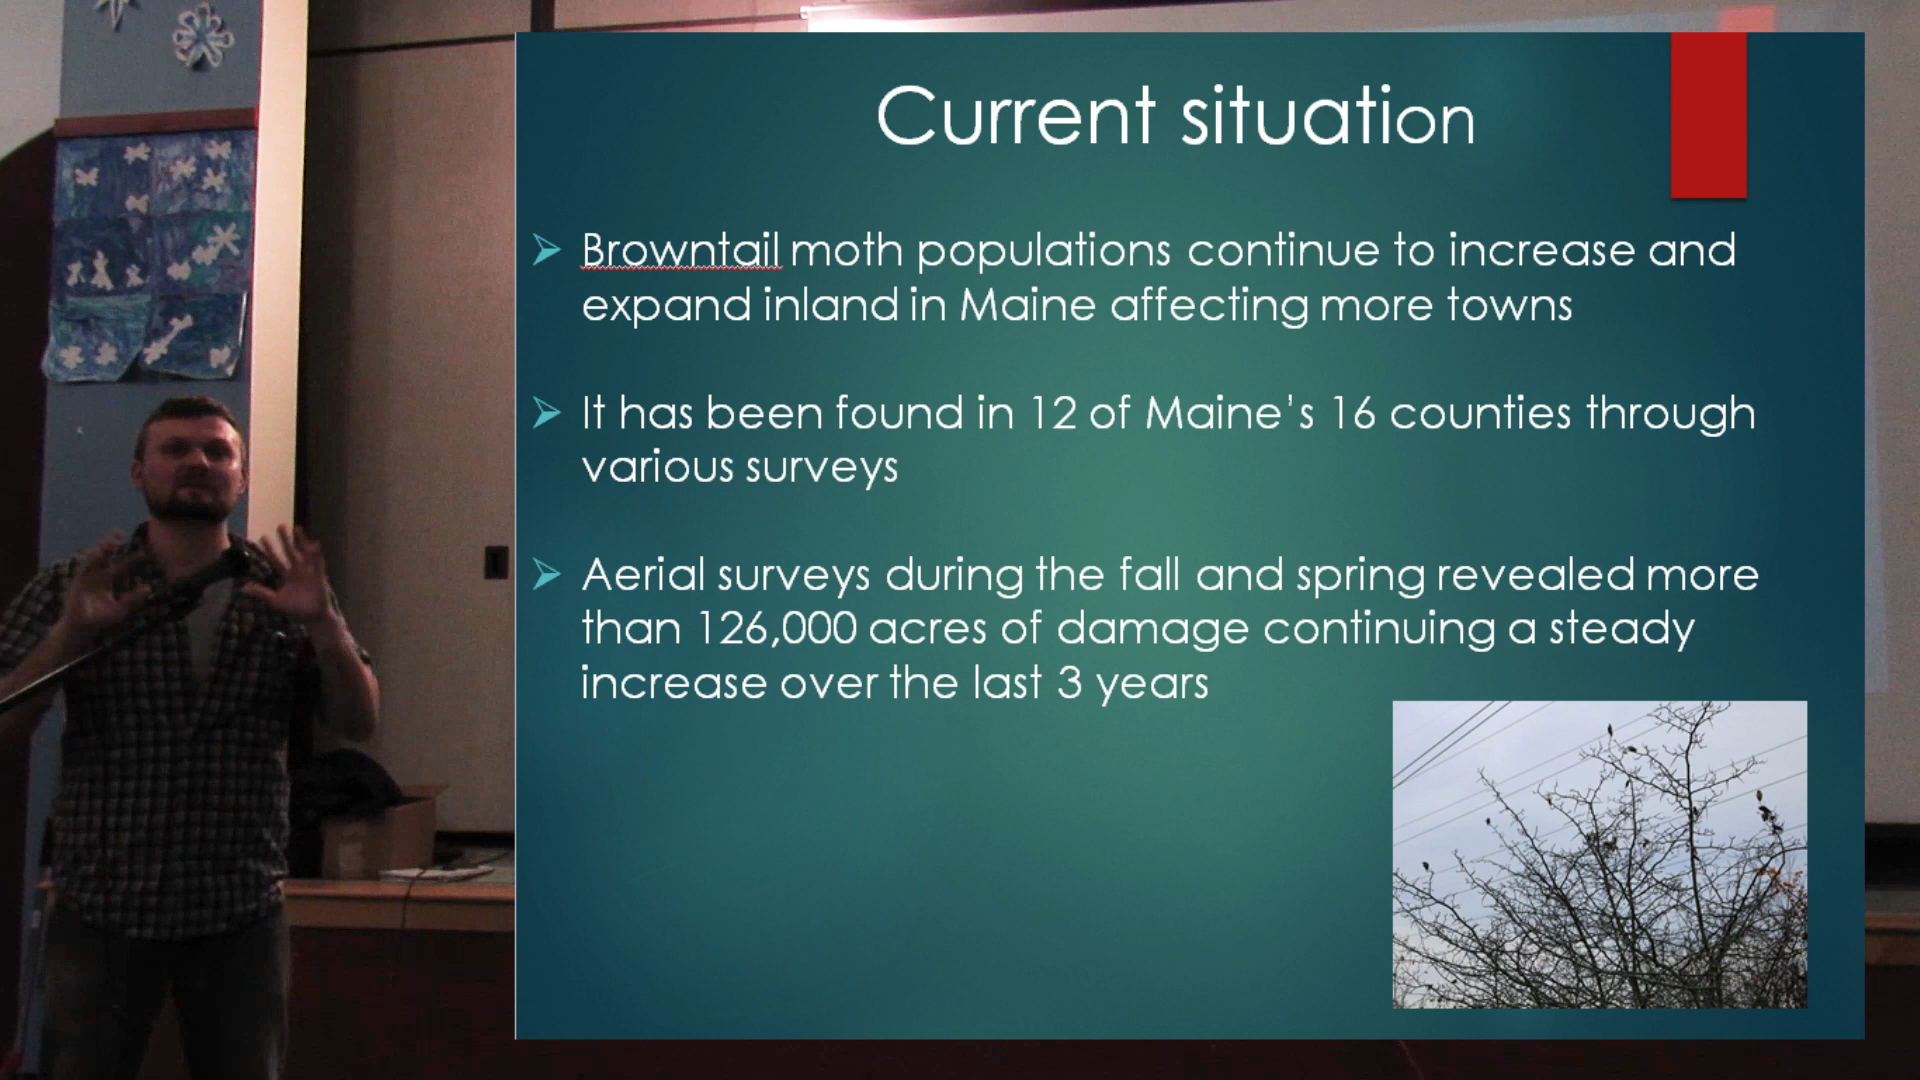 Current situation
Browntail moth populations continue to increase and
expand inland in Maine affecting more towns
It has been found in 12 of Maine's 16 counties through
various surveys
Aerial surveys during the fall and spring revealed more
than 126,000 acres of damage continuing a steady
increase over the last 3 years